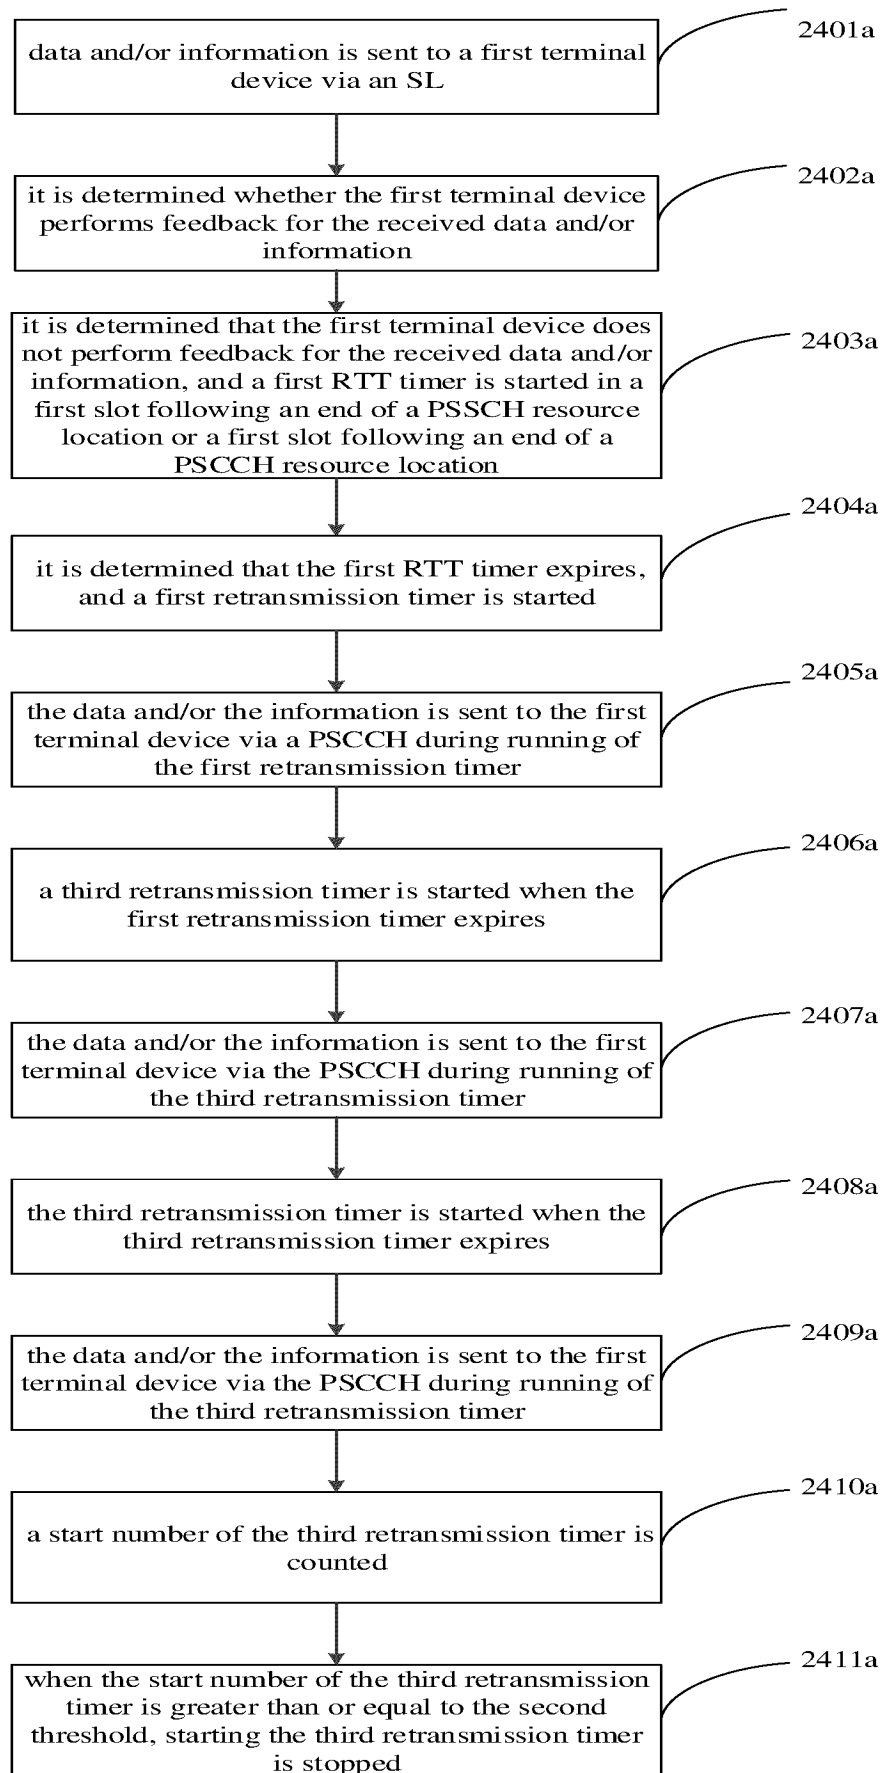 2401a
data and/or information is sent to a first terminal
device via an SL
2402a
it is determined whether the first terminal device
performs feedback for the received data and/or
information
2403a
it is determined that the first terminal device does
not perform feedback for the received data and/or
information, and a first RTT timer is started in a
first slot following an end of a PSSCH resource
location or a first slot following an end of a
PSCCH resource location
2404a
it is determined that the first RTT timer expires,
and a first retransmission timer is started
2405a
the data and/or the information is sent to the first
terminal device via a PSCCH during running of
the first retransmission timer
2406a
a third retransmission timer is started when the
first retransmission timer expires
2407a
the data and/or the information is sent to the first
terminal device via the PSCCH during running of
the third retransmission timer
2408a
the third retransmission timer is started when the
third retransmission timer expires
2409a
the data and/or the information is sent to the first
terminal device via the PSCCH during running of
the third retransmission timer
2410a
a start number of the third retransmission timer is
counted
2411a
when the start number of the third retransmission
timer is greater than or equal to the second
threshold, starting the third retransmission timer
is stopped